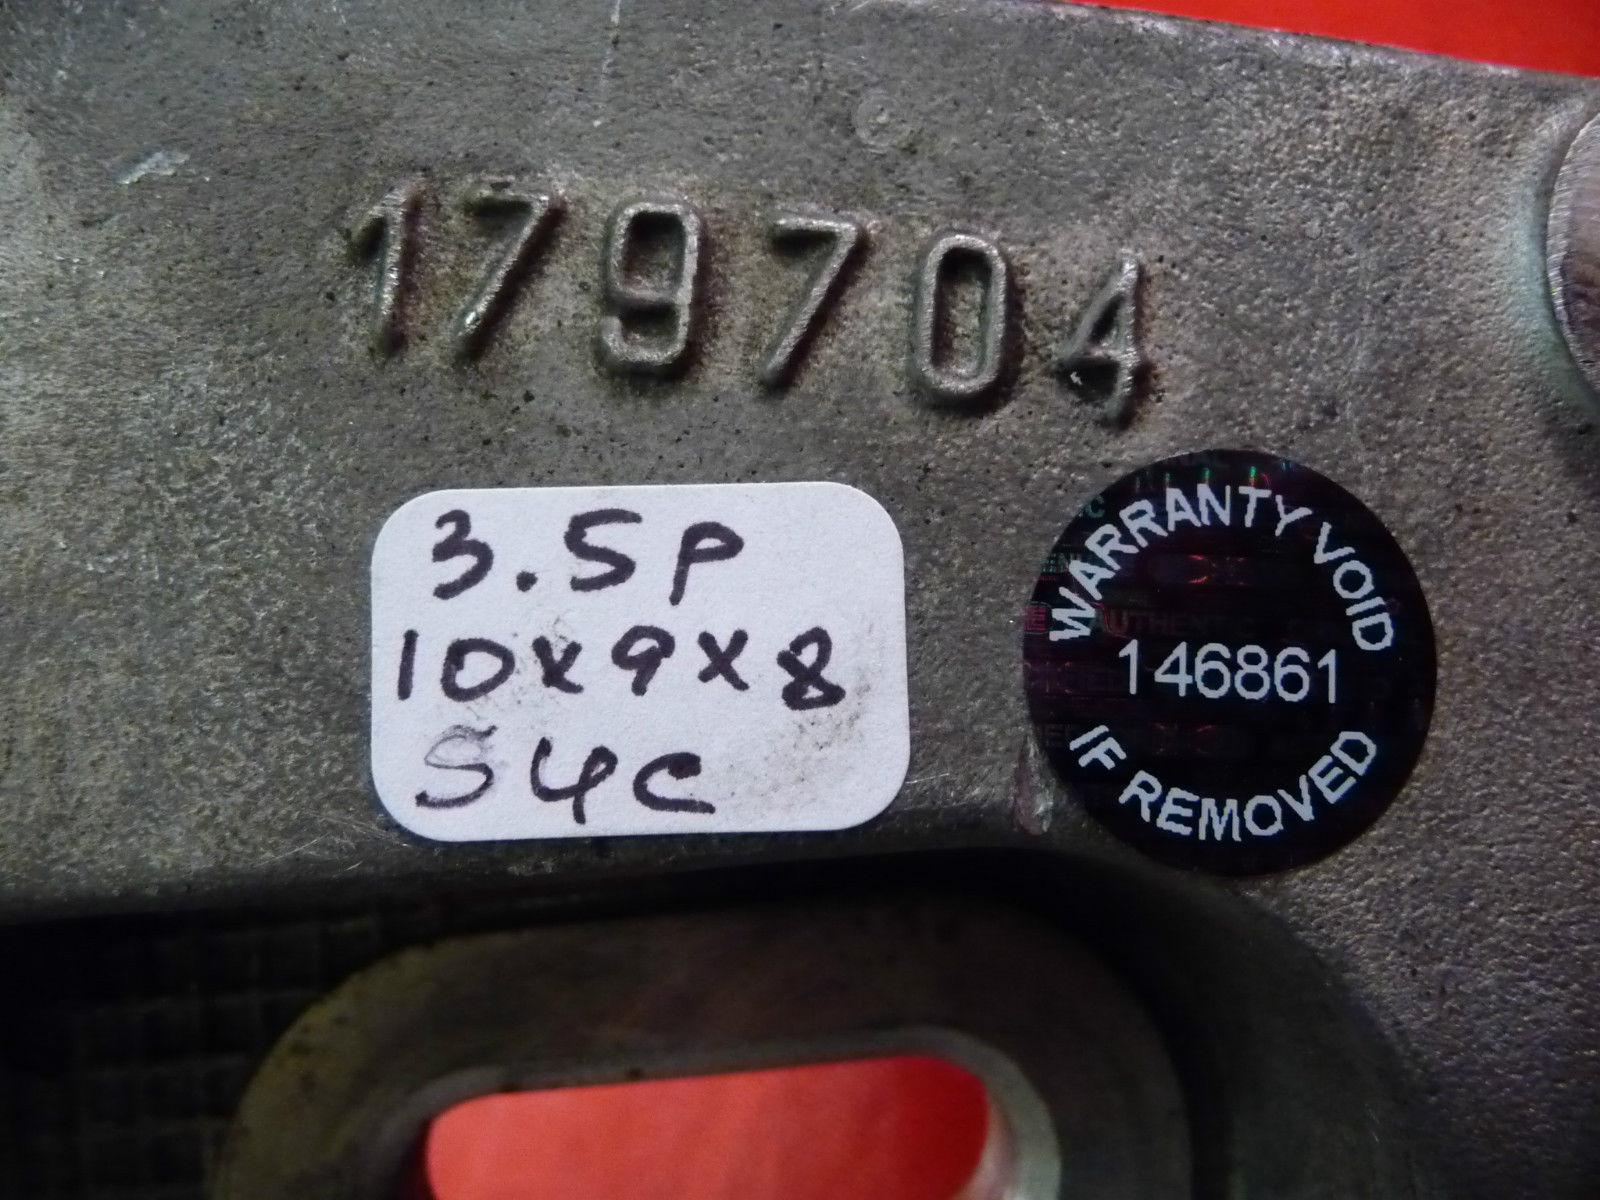 179704
3.5P
10x9x8
S4C
WARRANTY VOID
146861
IF REMOVED